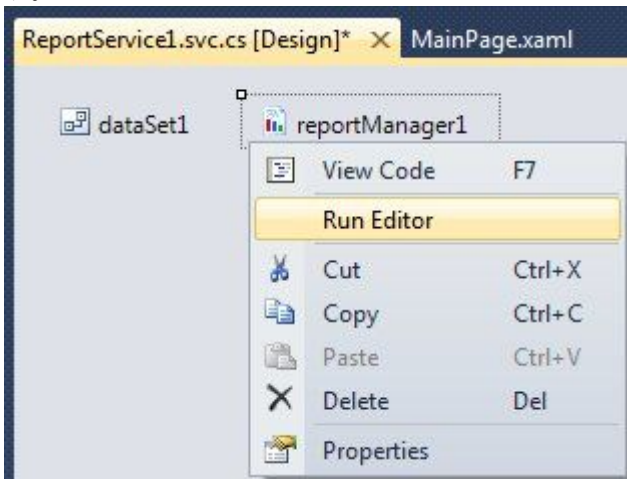 ReportService1.svc.cs [Design]* MainPage.xaml
dataSet1 reportManager1
View Code F7
Run Editor
Cut Ctrl+X
Copy Ctrl+C
Paste Ctrl+V
Delete Del
Properties